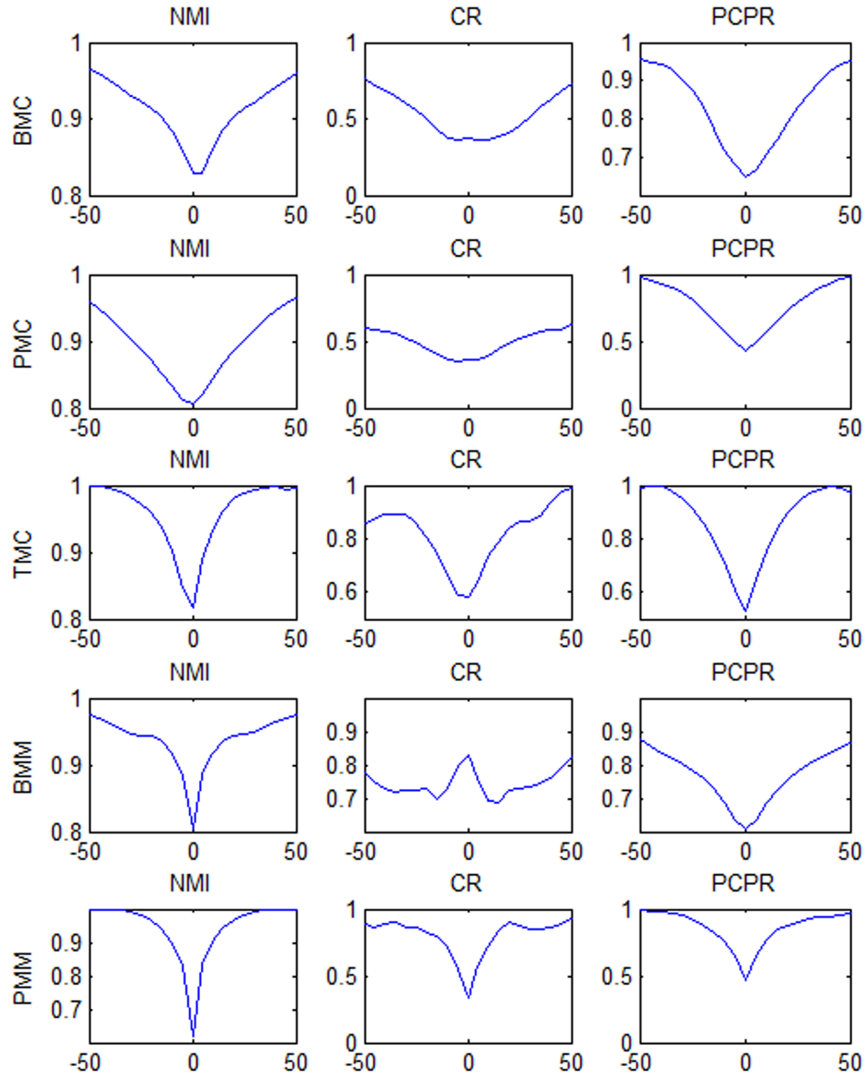 NMI CR PCPR
1 1 1
0.9
BMC 0.9 0.5 0.8
0.7
0.8 0
-50 0 50 -50 0 50 -50 0 50
NMI CR PCPR
1 1 1
PMC 0.9 0.5 0.5
0.8 0 0
-50 0 50 -50 0 50 -50 0 50
NMI CR PCPR
1 1 1
TMC 0.9 0.8 0.8
0.6 0.6
0.8
-50 0 50 -50 0 50 -50 0 50
NMI CR PCPR
1
0.9 0.9
BMM 0.9 0.8 0.8
0.7 0.7
0.8
-50 0 50 -50 0 50 -50 0 50
NMI CR PCPR
1 1
0.9
PMM 0.8 0.5 0.5
0.7
0 0
-50 0 50 -50 0 50 -50 0 50